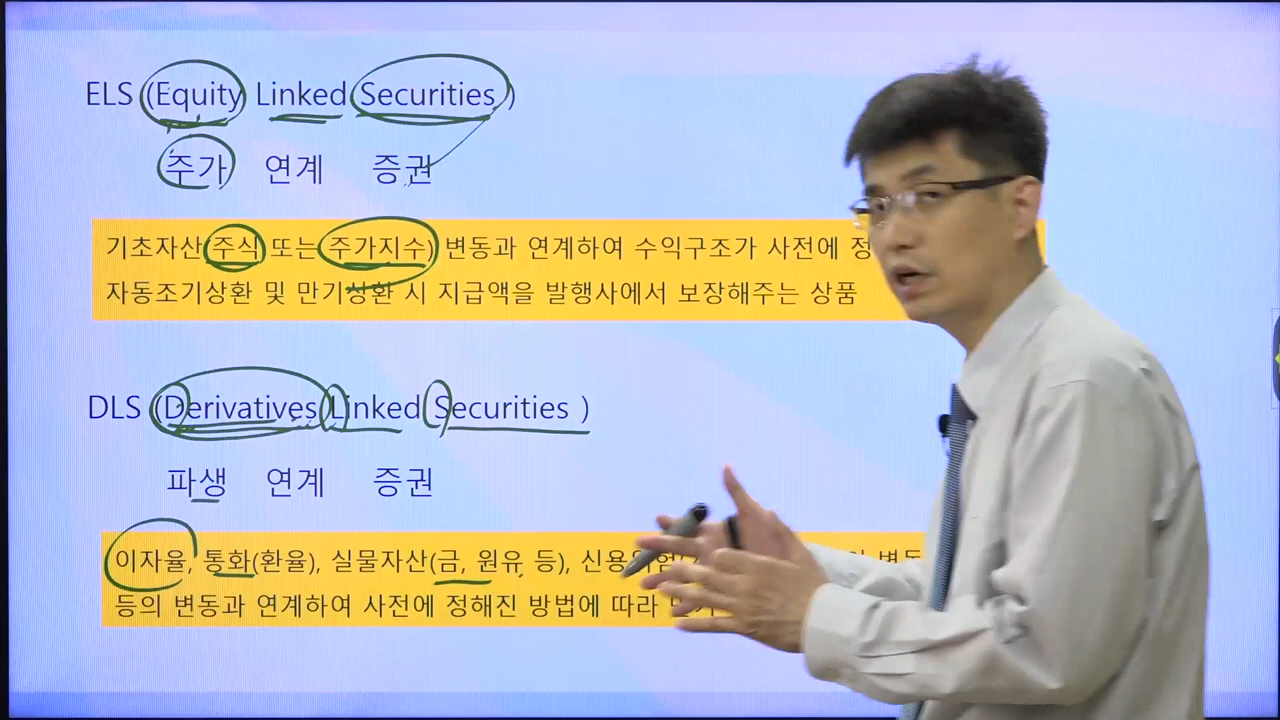 ELS (Equity Linked Securities )
주가 연계 증권
기초자산(주식 또는 주가지수) 변동과 연계하여 수익구조가 사전에
자동조기상환 및 만기상환 시 지급액을 발행사에서 보장해주는 상품
DLS (Derivatives Linked Securities )
파생 연계 증권
이자율, 통화(환율), 실물자산(금, 원유 등), 신용위험(
등의 변동과 연계하여 사전에 정해진 방법에 따라